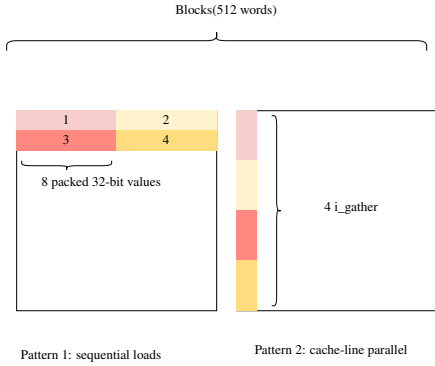 Blocks(512 words)
1 2
3 4
8 packed 32-bit values
4 i_gather
Pattern 1: sequential loads
Pattern 2: cache-line parallel